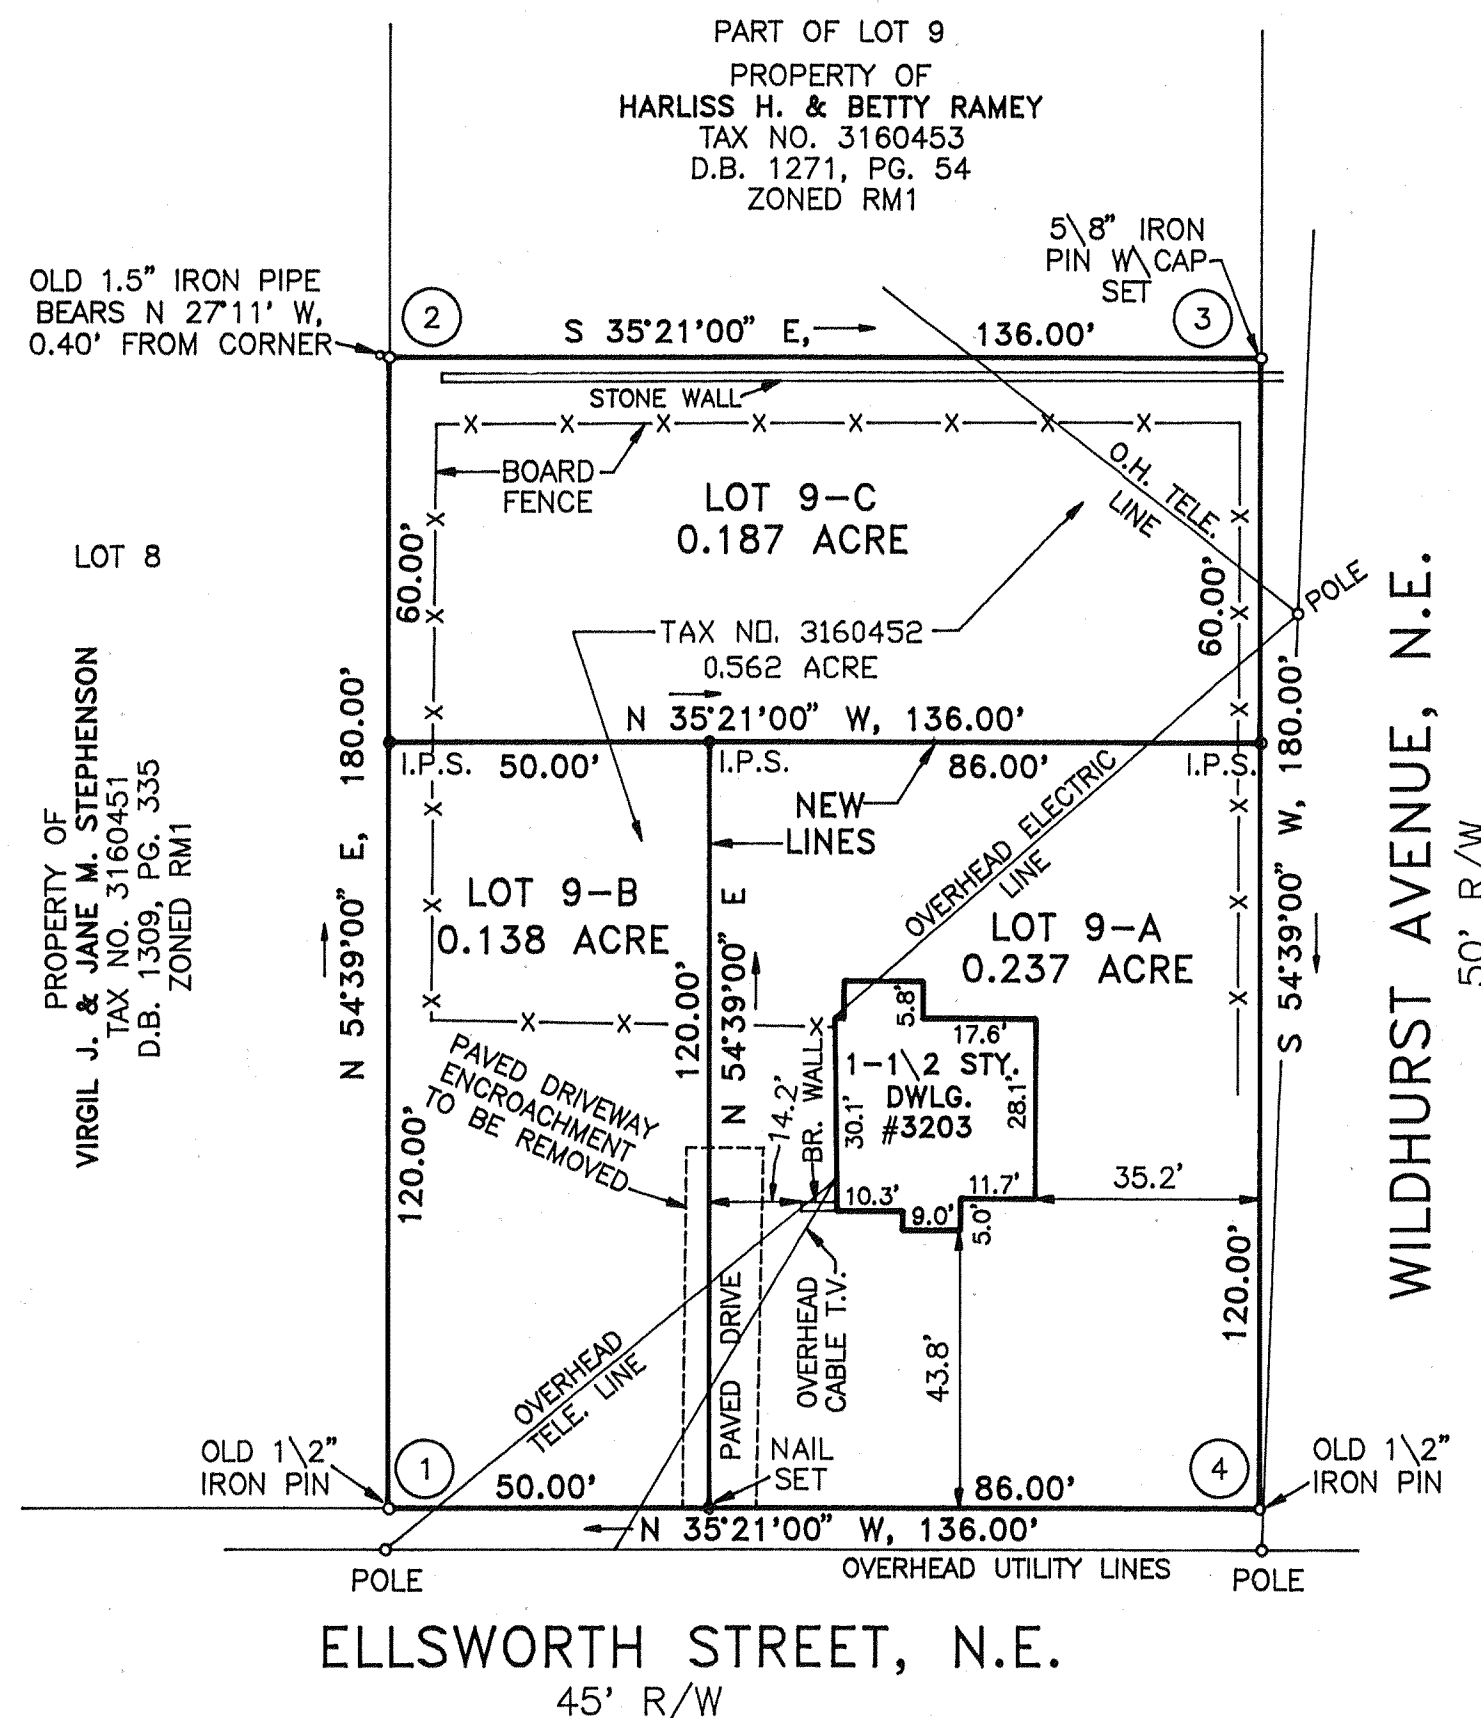 PART OF LOT 9
PROPERTY OF
HARLISS H. & BETTY RAMEY
TAX NO. 3160453
D.B. 1271, PG. 54
ZONED RM1
5\8" IRON
PIN W\CAP
SET
OLD 1.5" IRON PIPE
BEARS N 27°11' W,
0.40' FROM CORNER
2
S 35°21'00" E, 136.00'
3
STONE WALL
BOARD
FENCE
LOT 9-C
0.187 ACRE
O.H. TELE.
LINE
POLE
60.00'
60.00'
LOT 8
TAX NO. 3160452
0.562 ACRE
N 35°21'00" W, 136.00'
I.P.S. 50.00'
I.P.S. 86.00' I.P.S.
NEW
LINES
PROPERTY OF
VIRGIL J. & JANE M. STEPHENSON
TAX NO. 3160451
D.B. 1309, PG. 335
ZONED RM1
N 54°39'00" E, 180.00'
LOT 9-B
0.138 ACRE
OVERHEAD ELECTRIC
LINE
LOT 9-A
0.237 ACRE
S 54°39'00" W, 180.00'
WILDHURST AVENUE, N.E.
50' R/W
120.00'
N 54°39'00" E
120.00'
PAVED DRIVEWAY
ENCROACHMENT
TO BE REMOVED
14.2'
BR. WALLS
5.8'
17.6'
1-1\2 STY.
DWLG.
#3203
30.1'
28.1'
10.3'
11.7'
9.0'
5.0'
35.2'
120.00'
43.8'
OVERHEAD
CABLE T.V.
PAVED DRIVE
OVERHEAD
TELE. LINE
OLD 1\2"
IRON PIN
1
50.00'
NAIL
SET
86.00'
4
OLD 1\2"
IRON PIN
N 35°21'00" W, 136.00'
OVERHEAD UTILITY LINES
POLE
POLE
ELLSWORTH STREET, N.E.
45' R/W